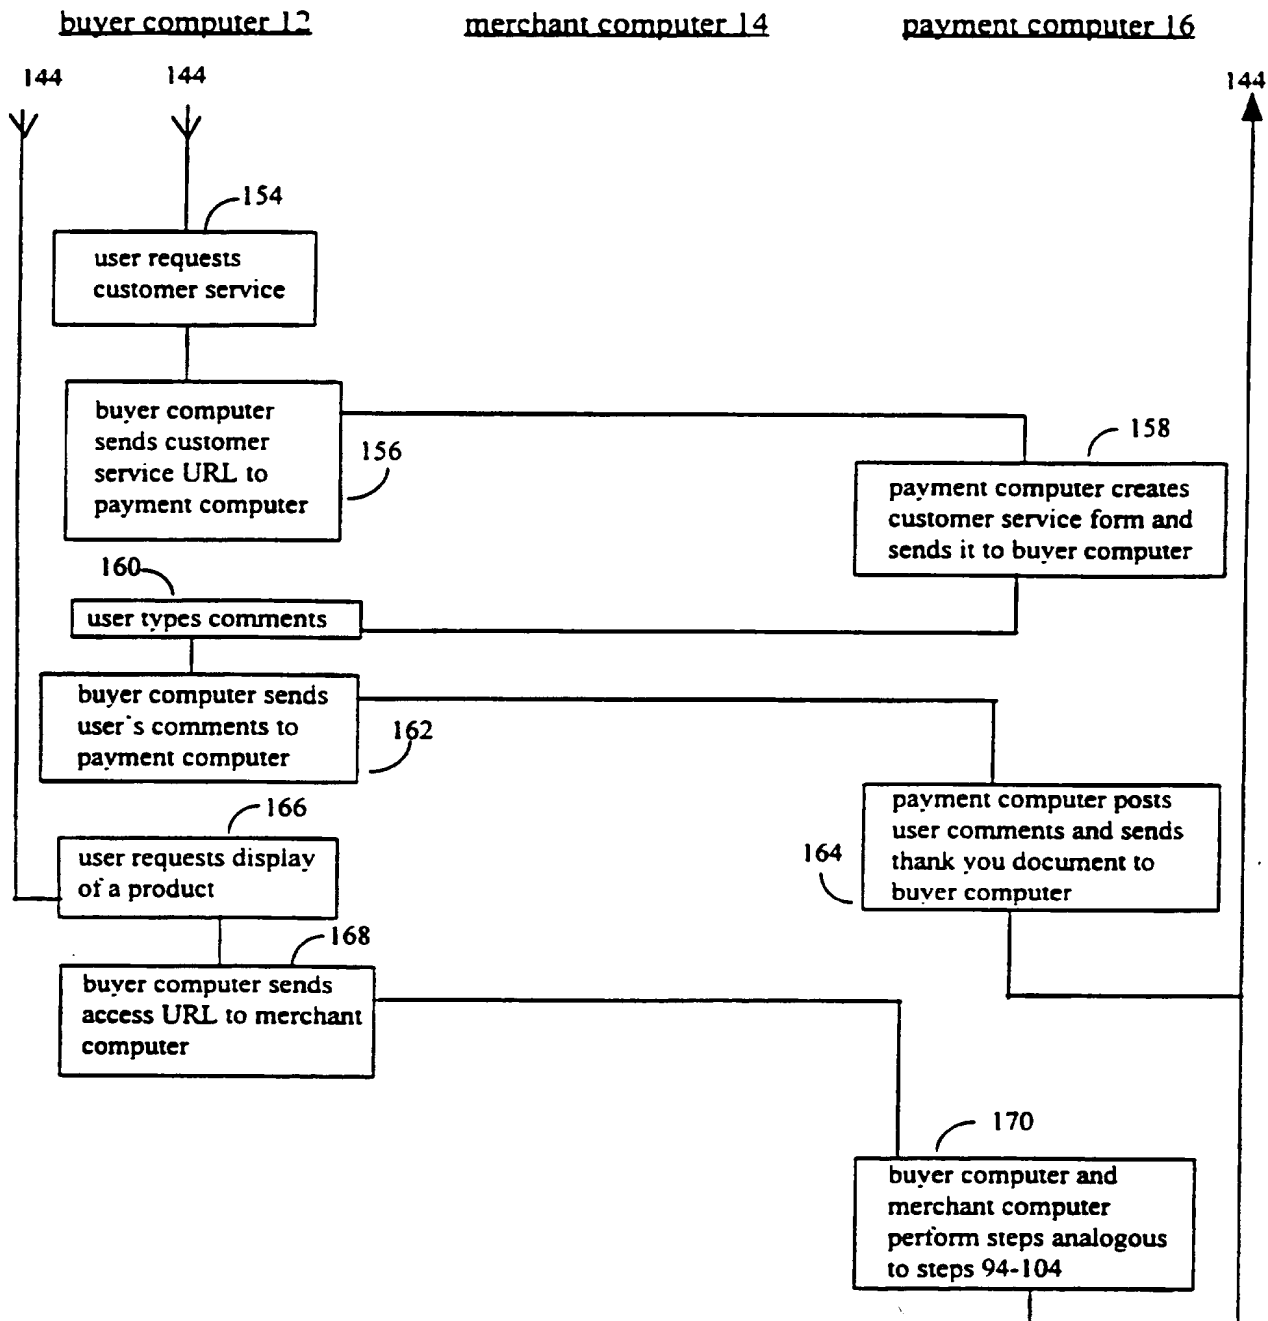 buyer computer 12
merchant computer 14
payment computer 16
144
144
144
154
user requests
customer service
buyer computer
sends customer
service URL to
payment computer
156
158
payment computer creates
customer service form and
sends it to buyer computer
160
user types comments
buyer computer sends
user's comments to
payment computer
162
payment computer posts
user comments and sends
thank you document to
buyer computer
164
166
user requests display
of a product
168
buyer computer sends
access URL to merchant
computer
170
buyer computer and
merchant computer
perform steps analogous
to steps 94-104